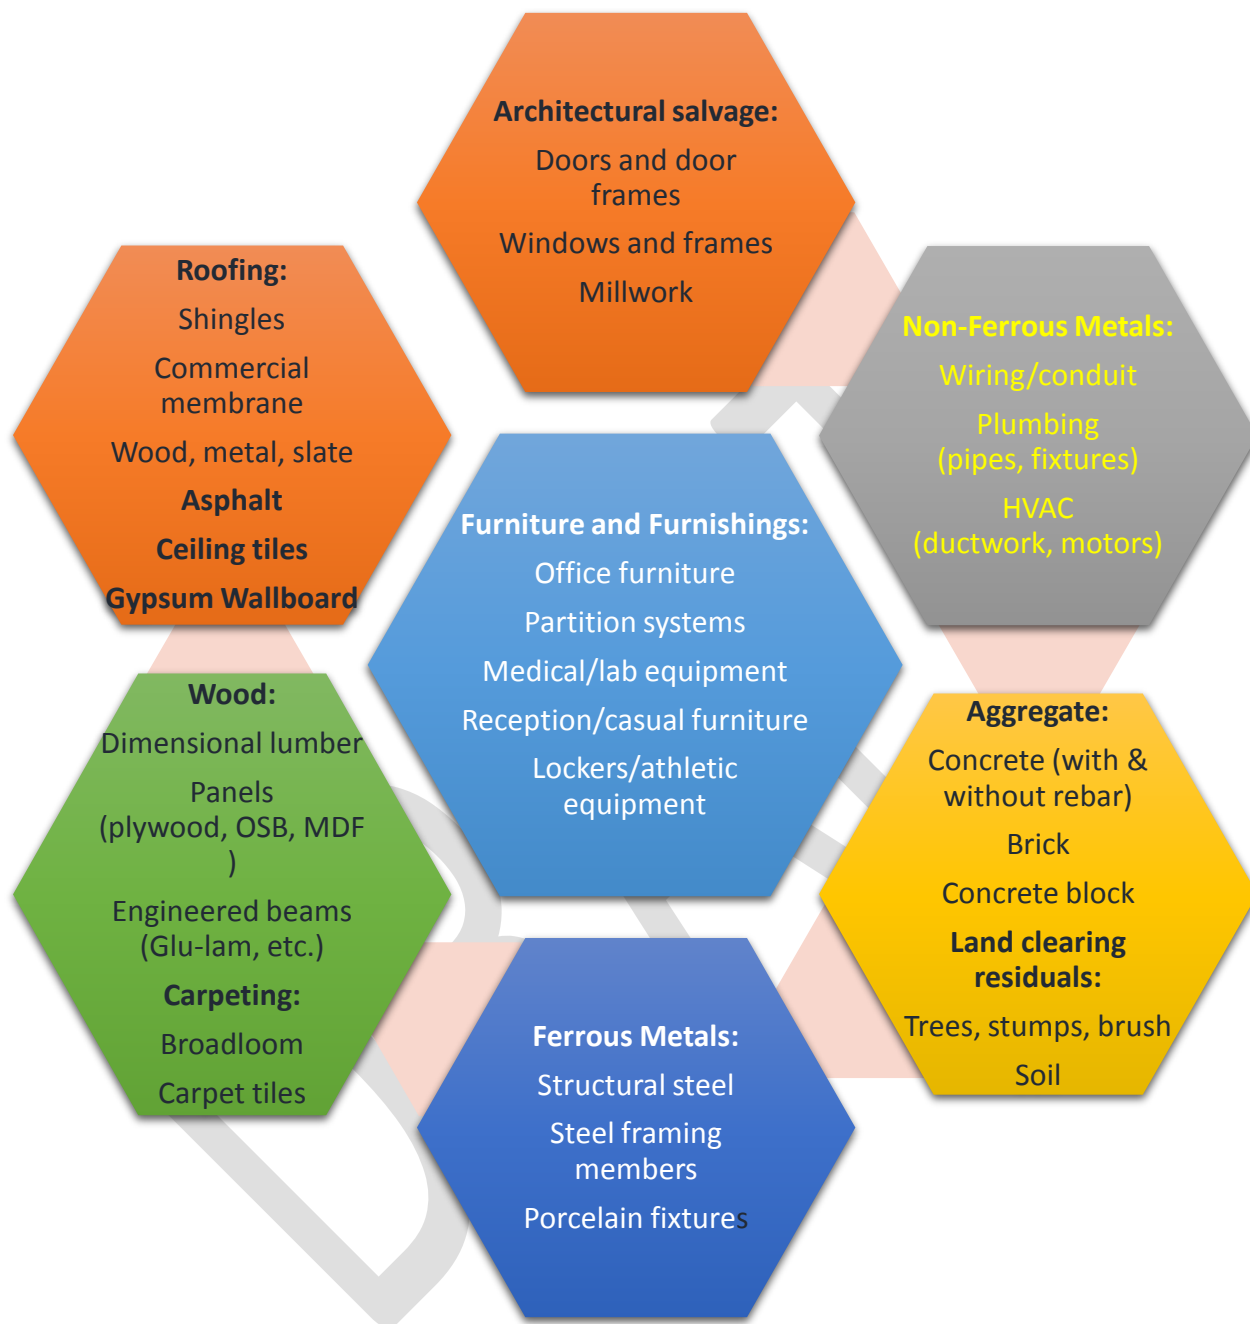 Architectural salvage:
Doors and door
frames
Windows and frames
Millwork
Roofing:
Shingles
Commercial
membrane
Wood, metal, slate
Asphalt
Ceiling tiles
Gypsum Wallboard
Non-Ferrous Metals:
Wiring/conduit
Plumbing
(pipes, fixtures)
HVAC
(ductwork, motors)
Furniture and Furnishings:
Office furniture
Partition systems
Medical/lab equipment
Reception/casual furniture
Lockers/athletic
equipment
Wood:
Dimensional lumber
Panels
(plywood, OSB, MDF
)
Engineered beams
(Glu-lam, etc.)
Carpeting:
Broadloom
Carpet tiles
Aggregate:
Concrete (with &
without rebar)
Brick
Concrete block
Land clearing
residuals:
Trees, stumps, brush
Soil
Ferrous Metals:
Structural steel
Steel framing
members
Porcelain fixtures